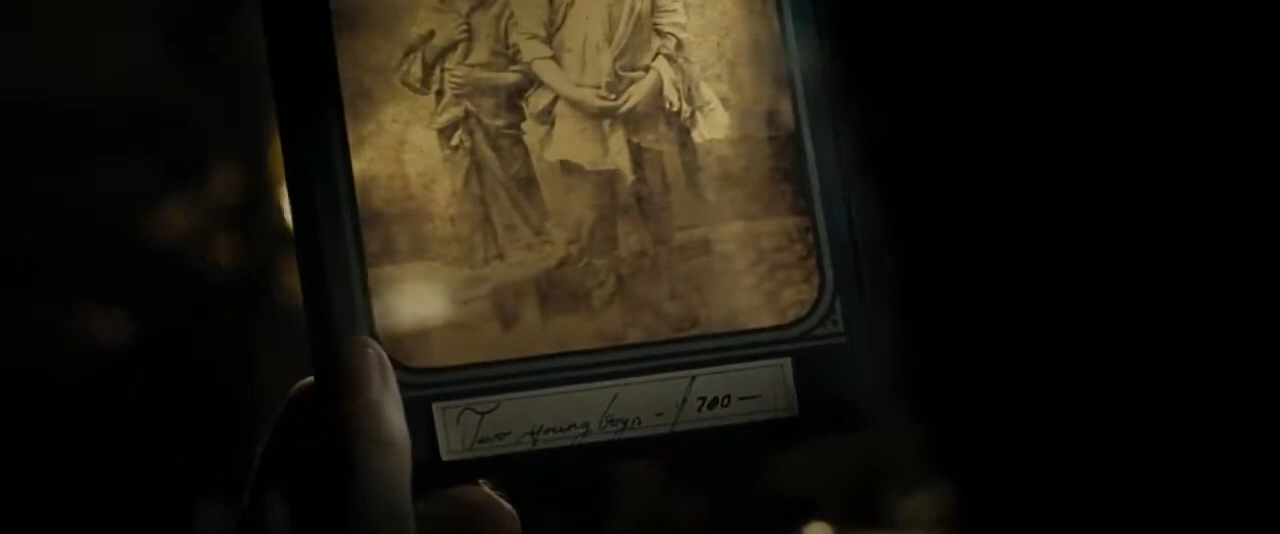 Two young boys - / 700 —